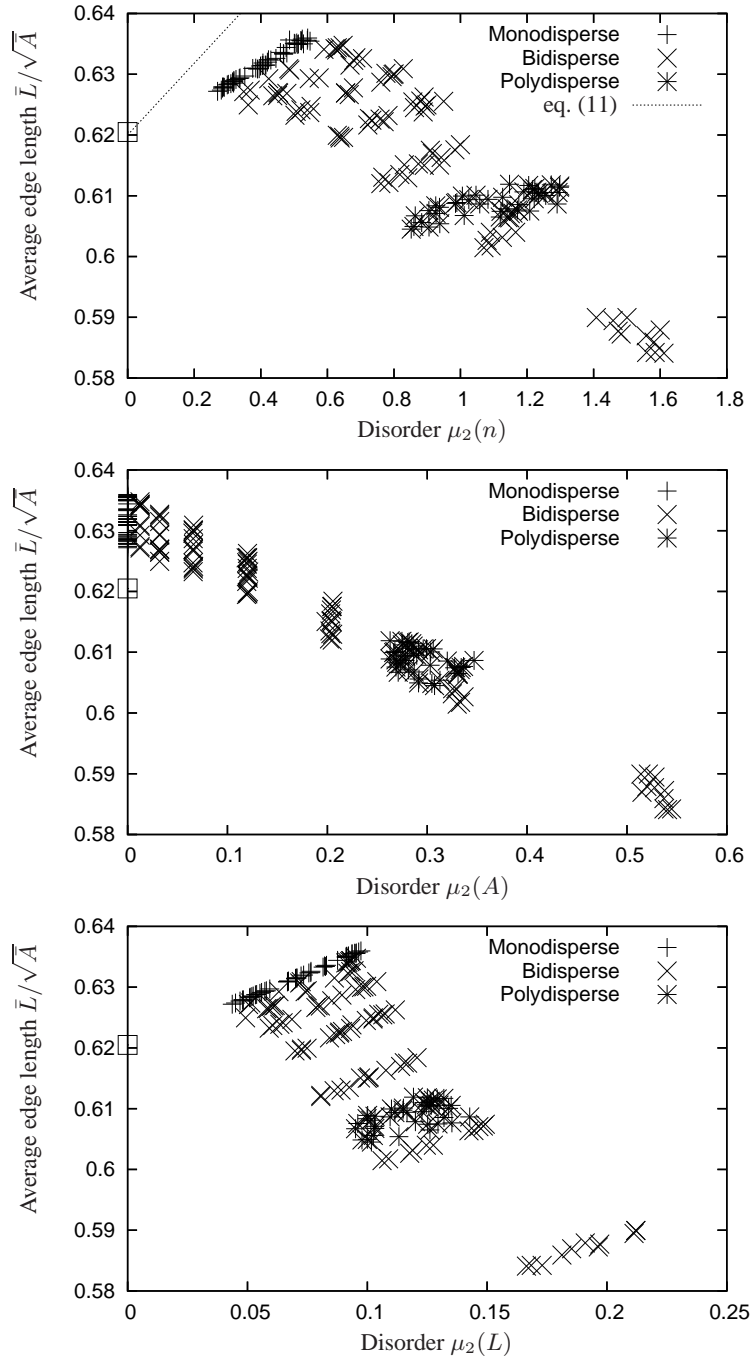 0.64
0.63
0.62
0.61
0.6
0.59
0.58
Average edge length L̄/√Ā
Monodisperse
Bidisperse
Polydisperse
eq. (11)
0 0.2 0.4 0.6 0.8 1 1.2 1.4 1.6 1.8
Disorder μ₂(n)
0.64
0.63
0.62
0.61
0.6
0.59
0.58
Average edge length L̄/√Ā
Monodisperse
Bidisperse
Polydisperse
0 0.1 0.2 0.3 0.4 0.5 0.6
Disorder μ₂(A)
0.64
0.63
0.62
0.61
0.6
0.59
0.58
Average edge length L̄/√Ā
Monodisperse
Bidisperse
Polydisperse
0 0.05 0.1 0.15 0.2 0.25
Disorder μ₂(L)